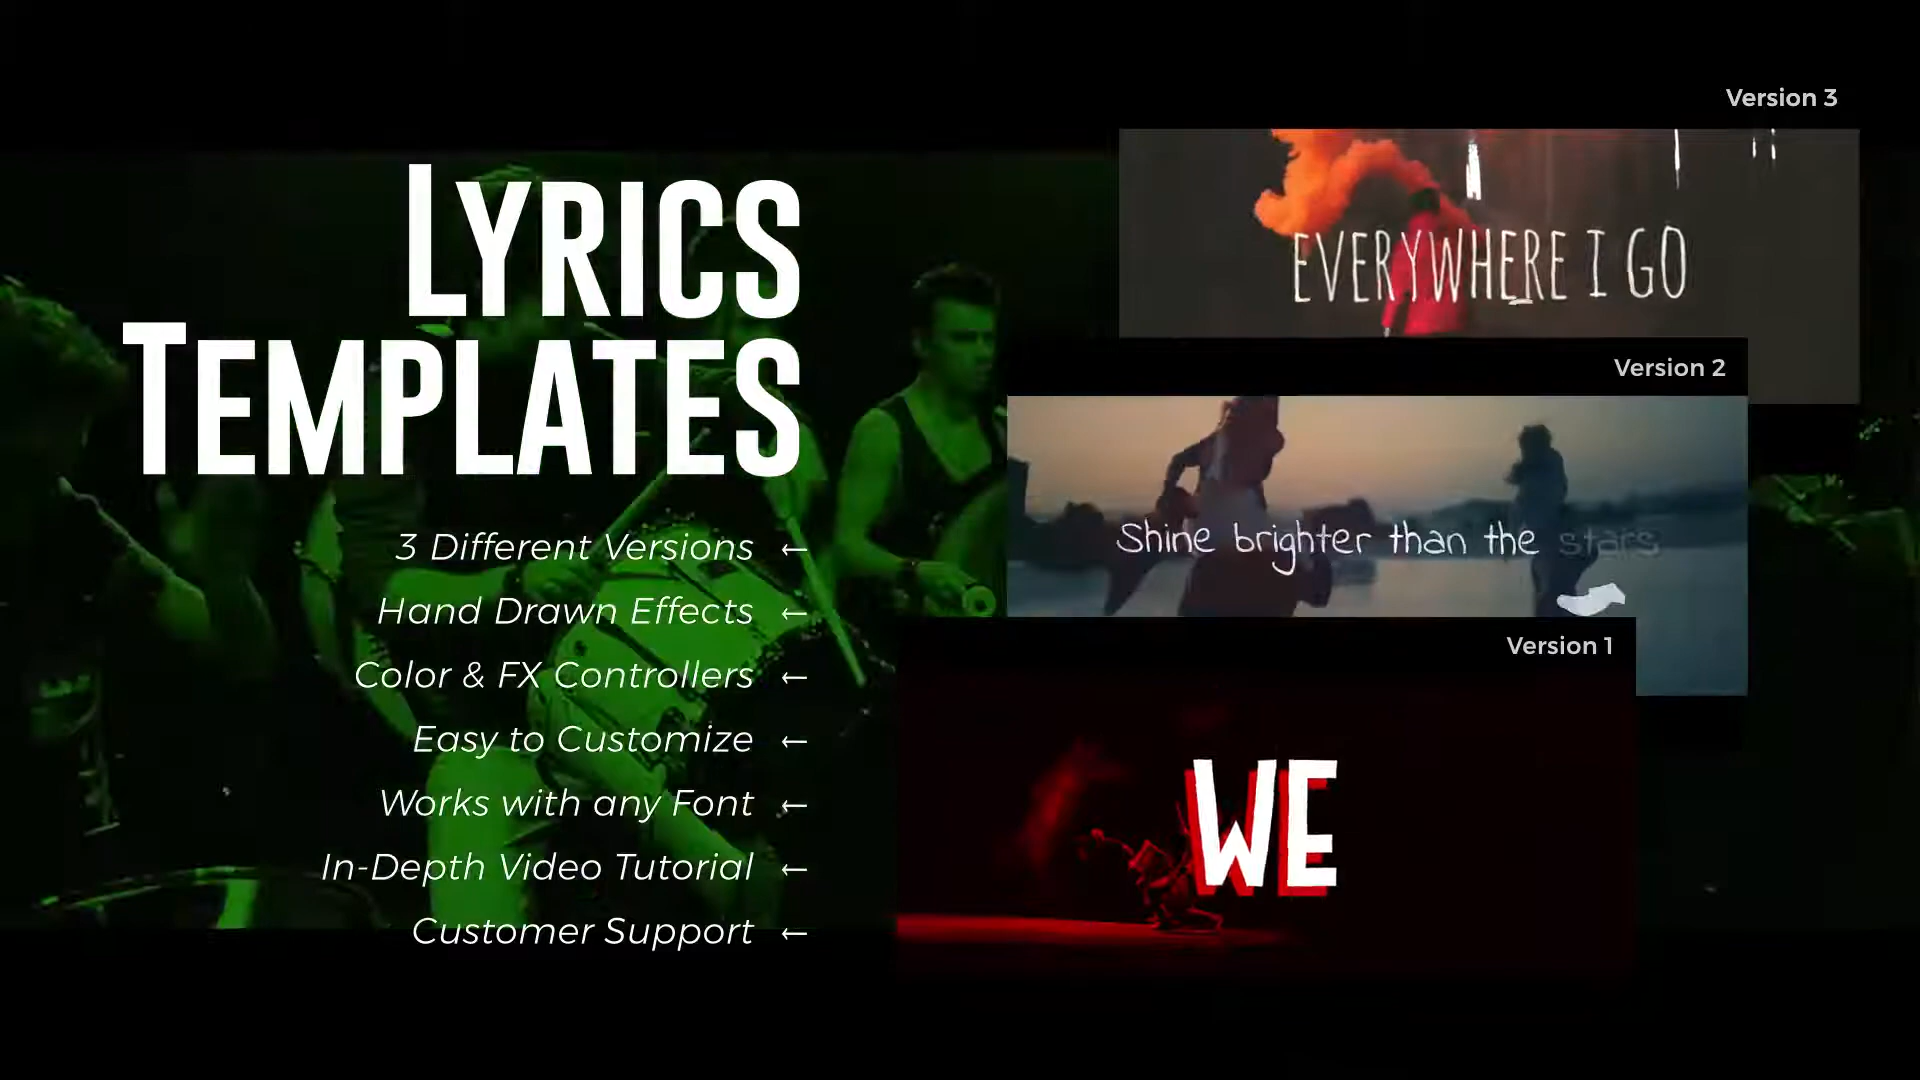 LYRICS
TEMPLATES
3 Different Versions ←
Hand Drawn Effects ←
Color & FX Controllers ←
Easy to Customize ←
Works with any Font ←
In-Depth Video Tutorial ←
Customer Support ←
Version 3
EVERYWHERE I GO
Version 2
Shine brighter than the stars
Version 1
WE